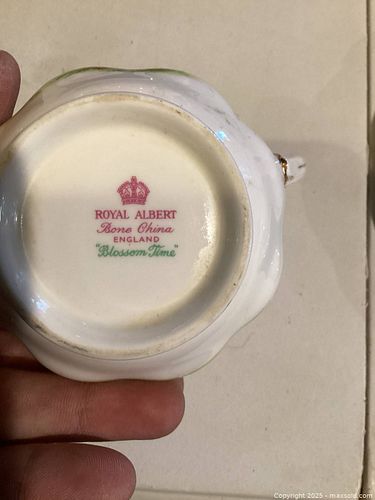 ROYAL ALBERT
Bone China
ENGLAND
"Blossom Time"
Copyright 2025 - maxsold.com